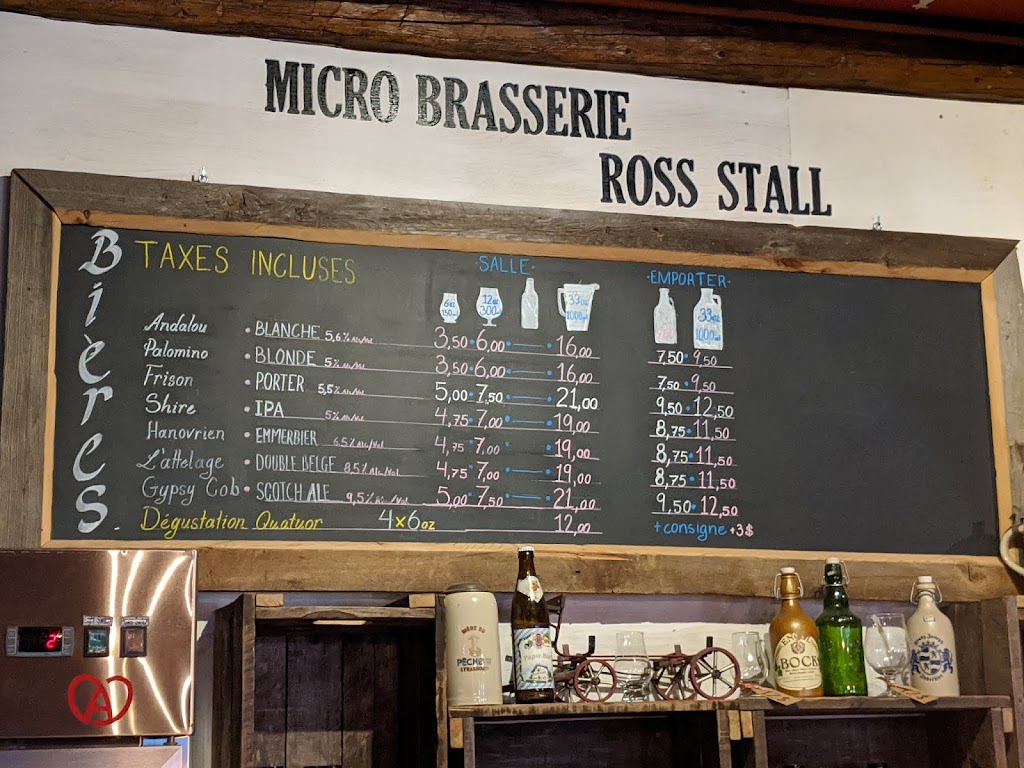 MICRO BRASSERIE
ROSS STALL
Bières.
TAXES INCLUSES
·SALLE·
·EMPORTER·
6oz 12oz 33oz 33oz
150ml 300ml 1000ml 1000ml
Andalou • BLANCHE 5,6% Alc/Vol 3,50 • 6,00 • — • 16,00 7,50 • 9,50
Palomino • BLONDE 5% Alc/Vol 3,50 • 6,00 • — • 16,00 7,50 • 9,50
Frison • PORTER 5,5% Alc/Vol 5,00 • 7,50 • — • 21,00 9,50 • 12,50
Shire • IPA 5% Alc/Vol 4,75 • 7,00 • — • 19,00 8,75 • 11,50
Hanovrien • EMMERBIER 6,5% Alc/Vol 4,75 • 7,00 • — • 19,00 8,75 • 11,50
L'attelage • DOUBLE BELGE 8,5% Alc/Vol 4,75 • 7,00 • — • 19,00 8,75 • 11,50
Gypsy Cob • SCOTCH ALE 9,5% Alc/Vol 5,00 • 7,50 • — • 21,00 9,50 • 12,50
Dégustation Quatuor 4x6oz 12,00 +consigne +3$
BIÈRE DU
PÊCHEUR
BOCK